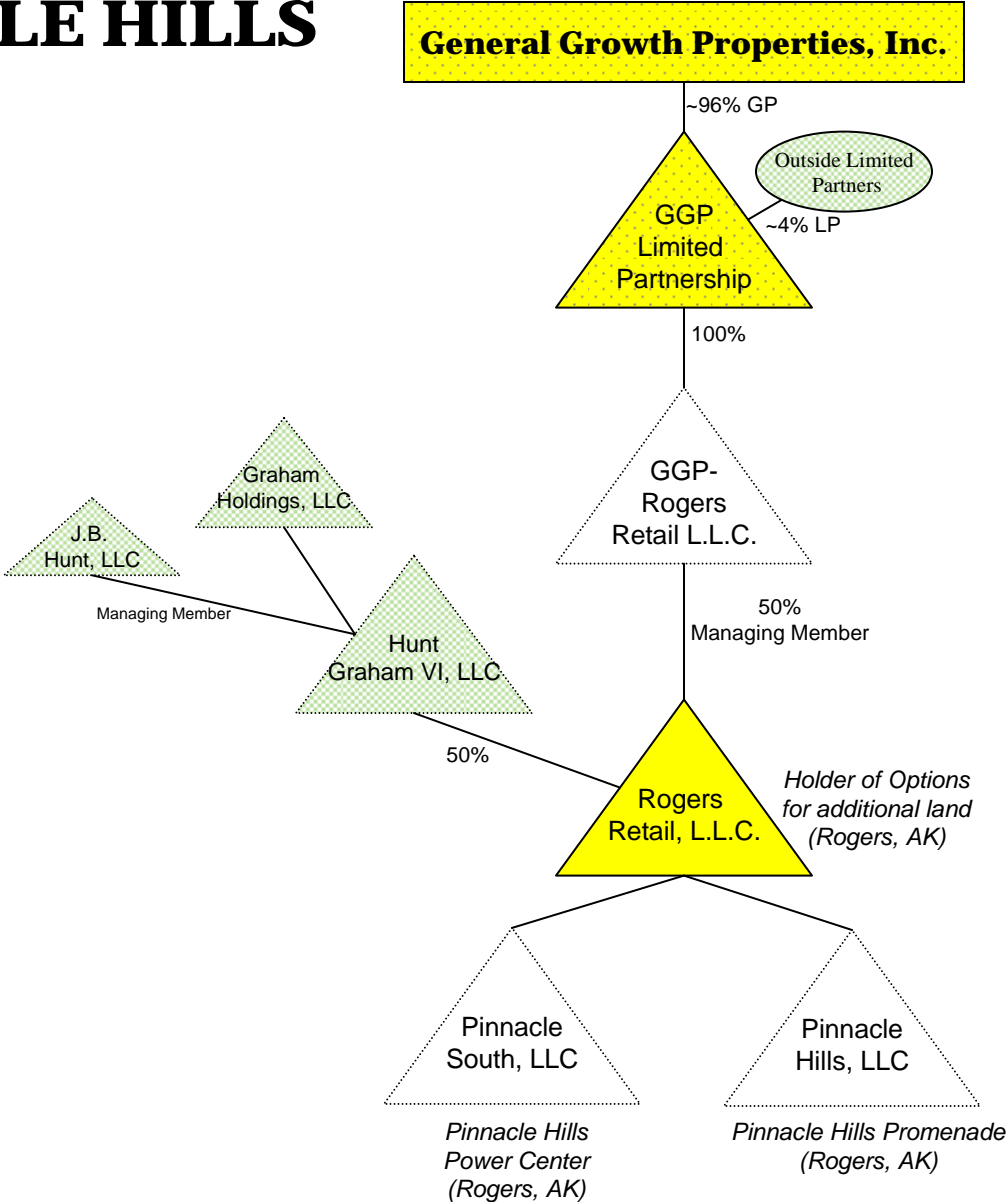 LE HILLS
General Growth Properties, Inc.
~96% GP
Outside Limited
Partners
~4% LP
GGP
Limited
Partnership
100%
GGP-
Rogers
Retail L.L.C.
Graham
Holdings, LLC
J.B.
Hunt, LLC
Managing Member
Hunt
Graham VI, LLC
50%
Managing Member
50%
Rogers
Retail, L.L.C.
Holder of Options
for additional land
(Rogers, AK)
Pinnacle
South, LLC
Pinnacle
Hills, LLC
Pinnacle Hills
Power Center
(Rogers, AK)
Pinnacle Hills Promenade
(Rogers, AK)